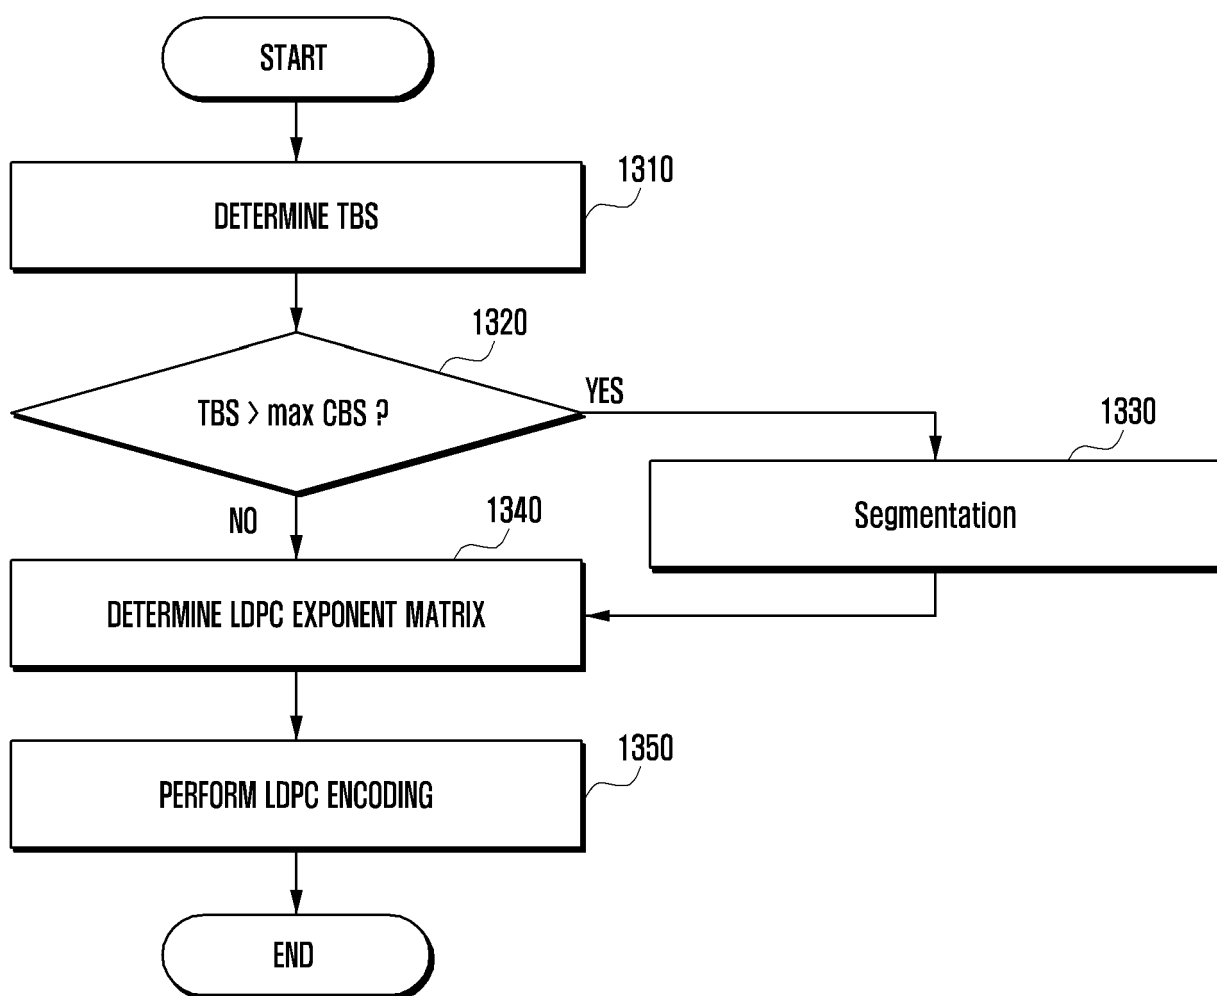 START
1310
DETERMINE TBS
1320
TBS > max CBS ?
YES
1330
Segmentation
NO
1340
DETERMINE LDPC EXPONENT MATRIX
1350
PERFORM LDPC ENCODING
END